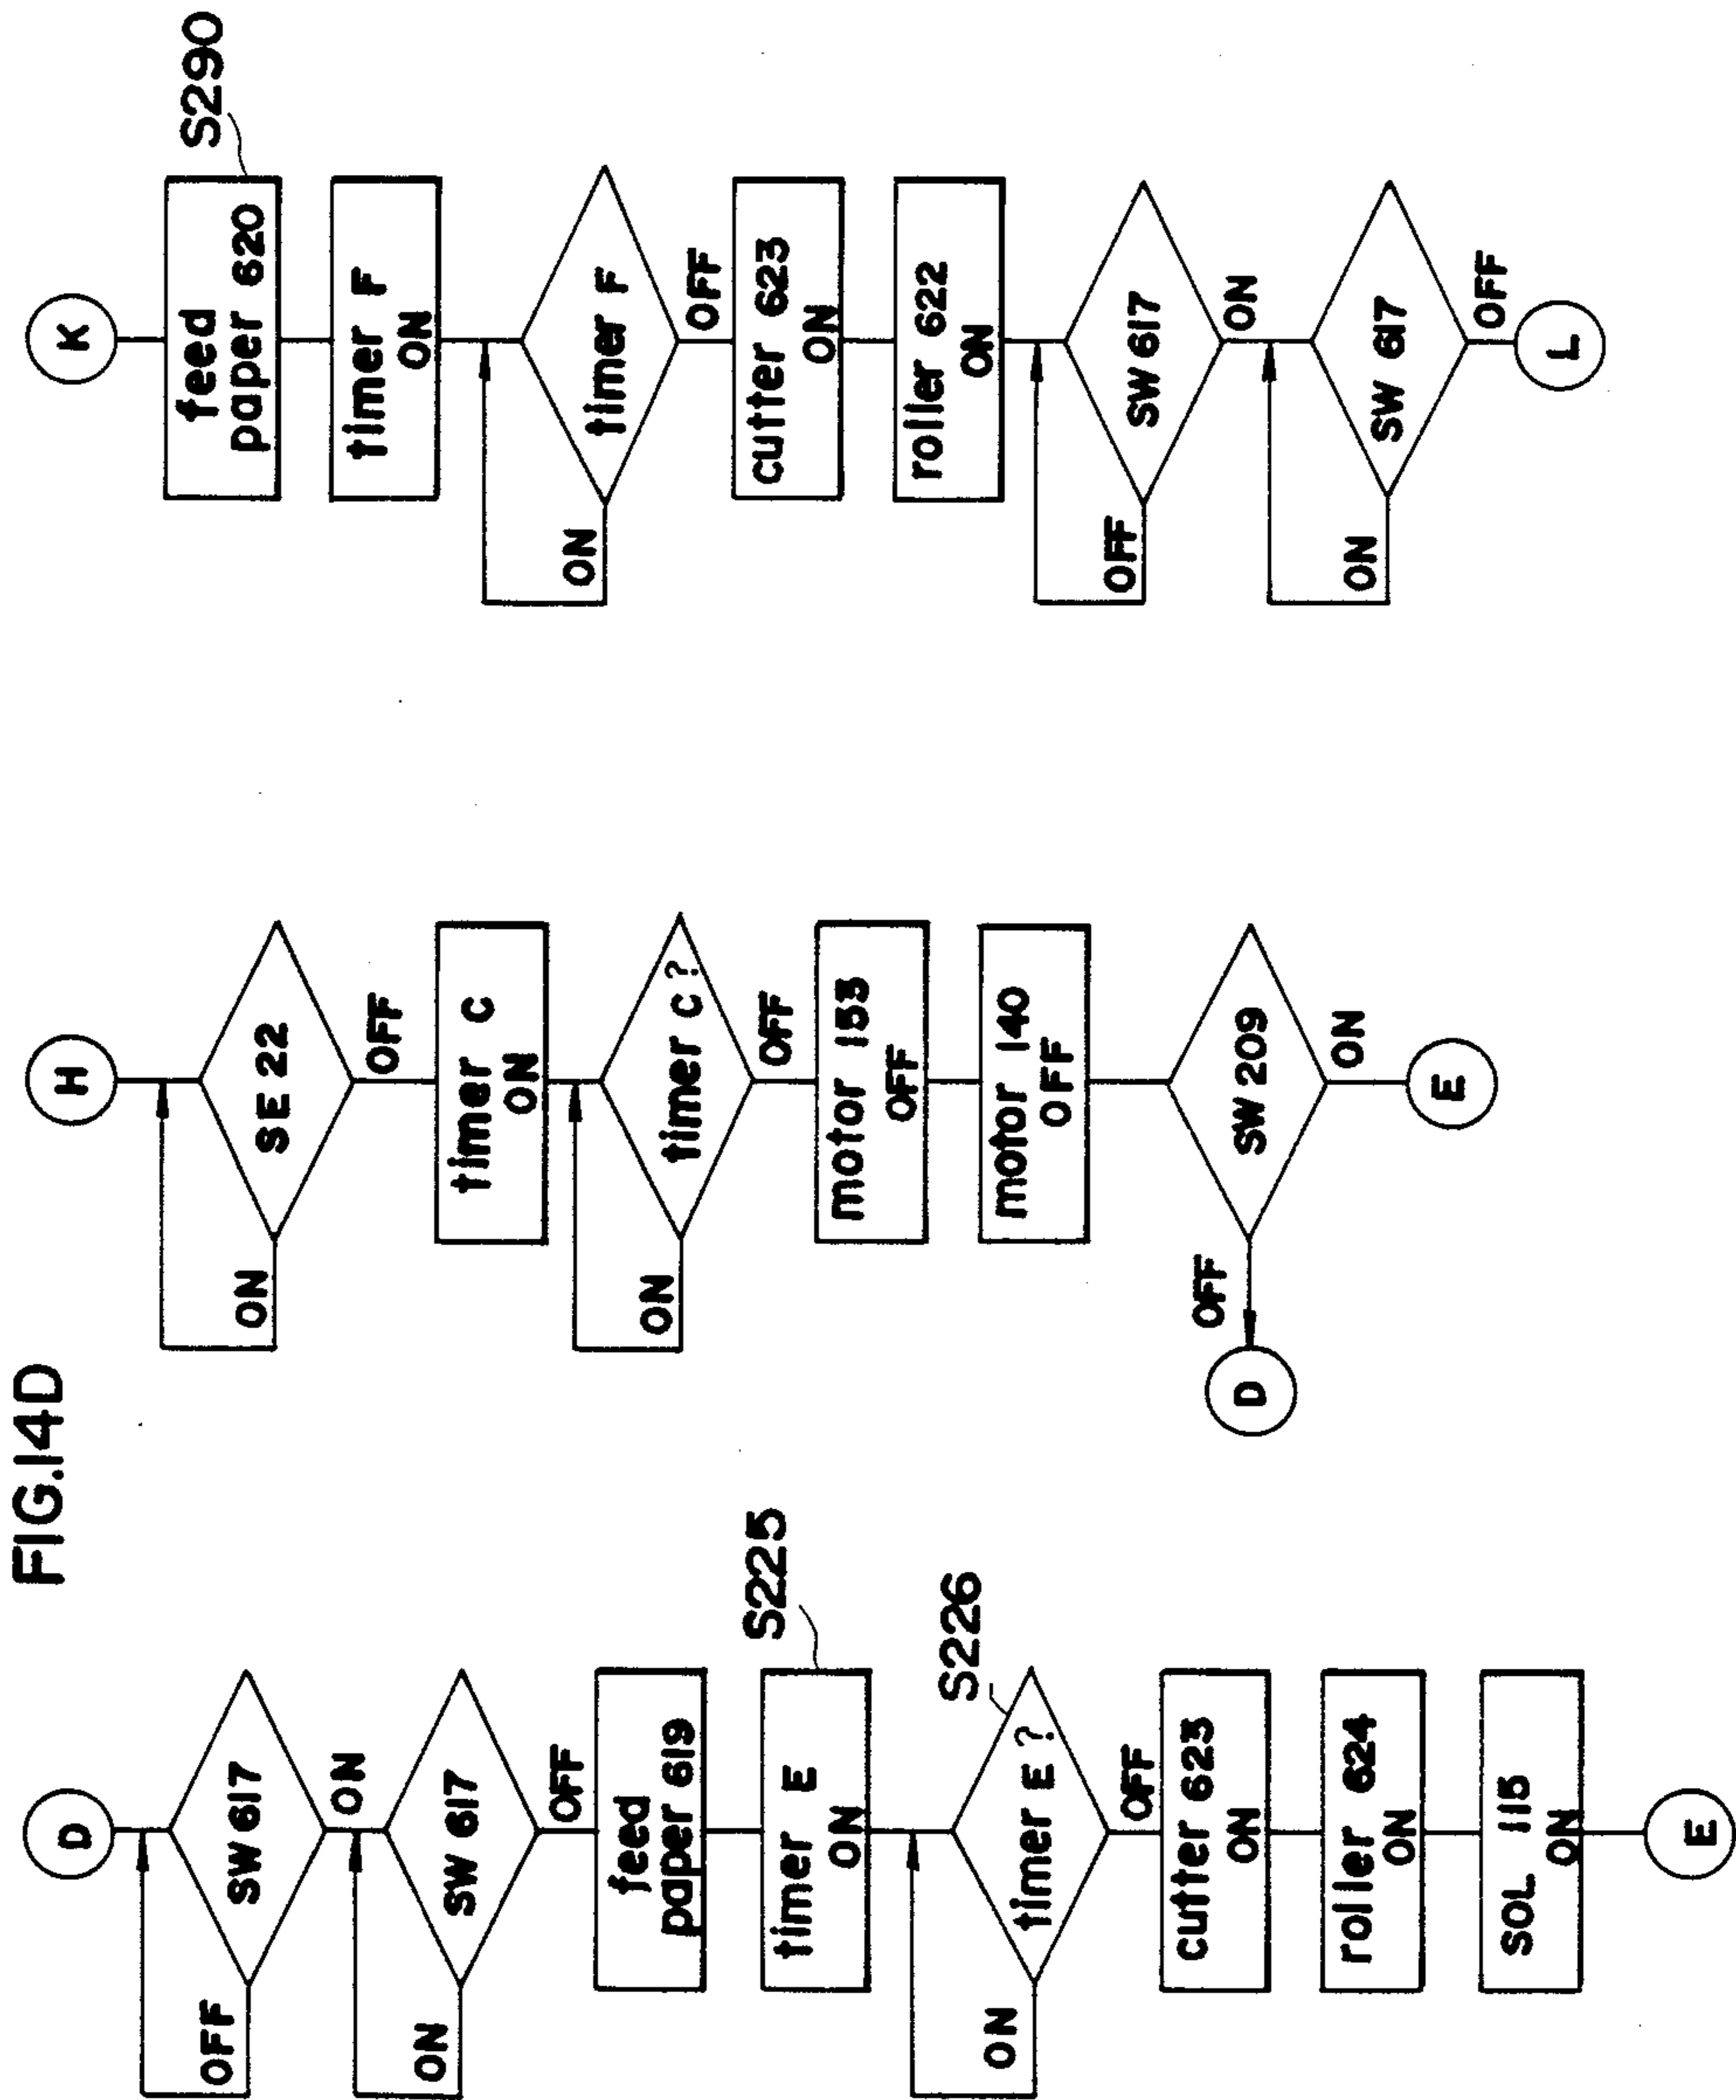 FIG.14D
D
SW 617
OFF
ON
SW 617
ON
OFF
feed
paper 619
timer E
ON
S225
timer E ?
S226
ON
OFF
cutter 623
ON
roller 624
ON
SOL 115
ON
E
H
SE 22
ON
OFF
timer C
ON
timer C ?
ON
OFF
motor 153
OFF
motor 140
OFF
SW 209
OFF
D
ON
E
K
feed
paper 620
S290
timer F
ON
timer F
ON
OFF
cutter 623
ON
roller 622
ON
SW 617
OFF
ON
SW 617
ON
OFF
L